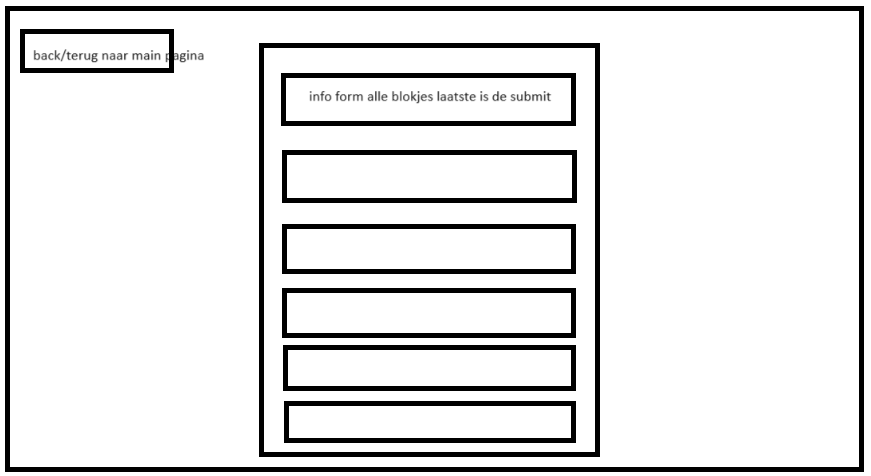 back/terug naar main pagina
info form alle blokjes laatste is de submit